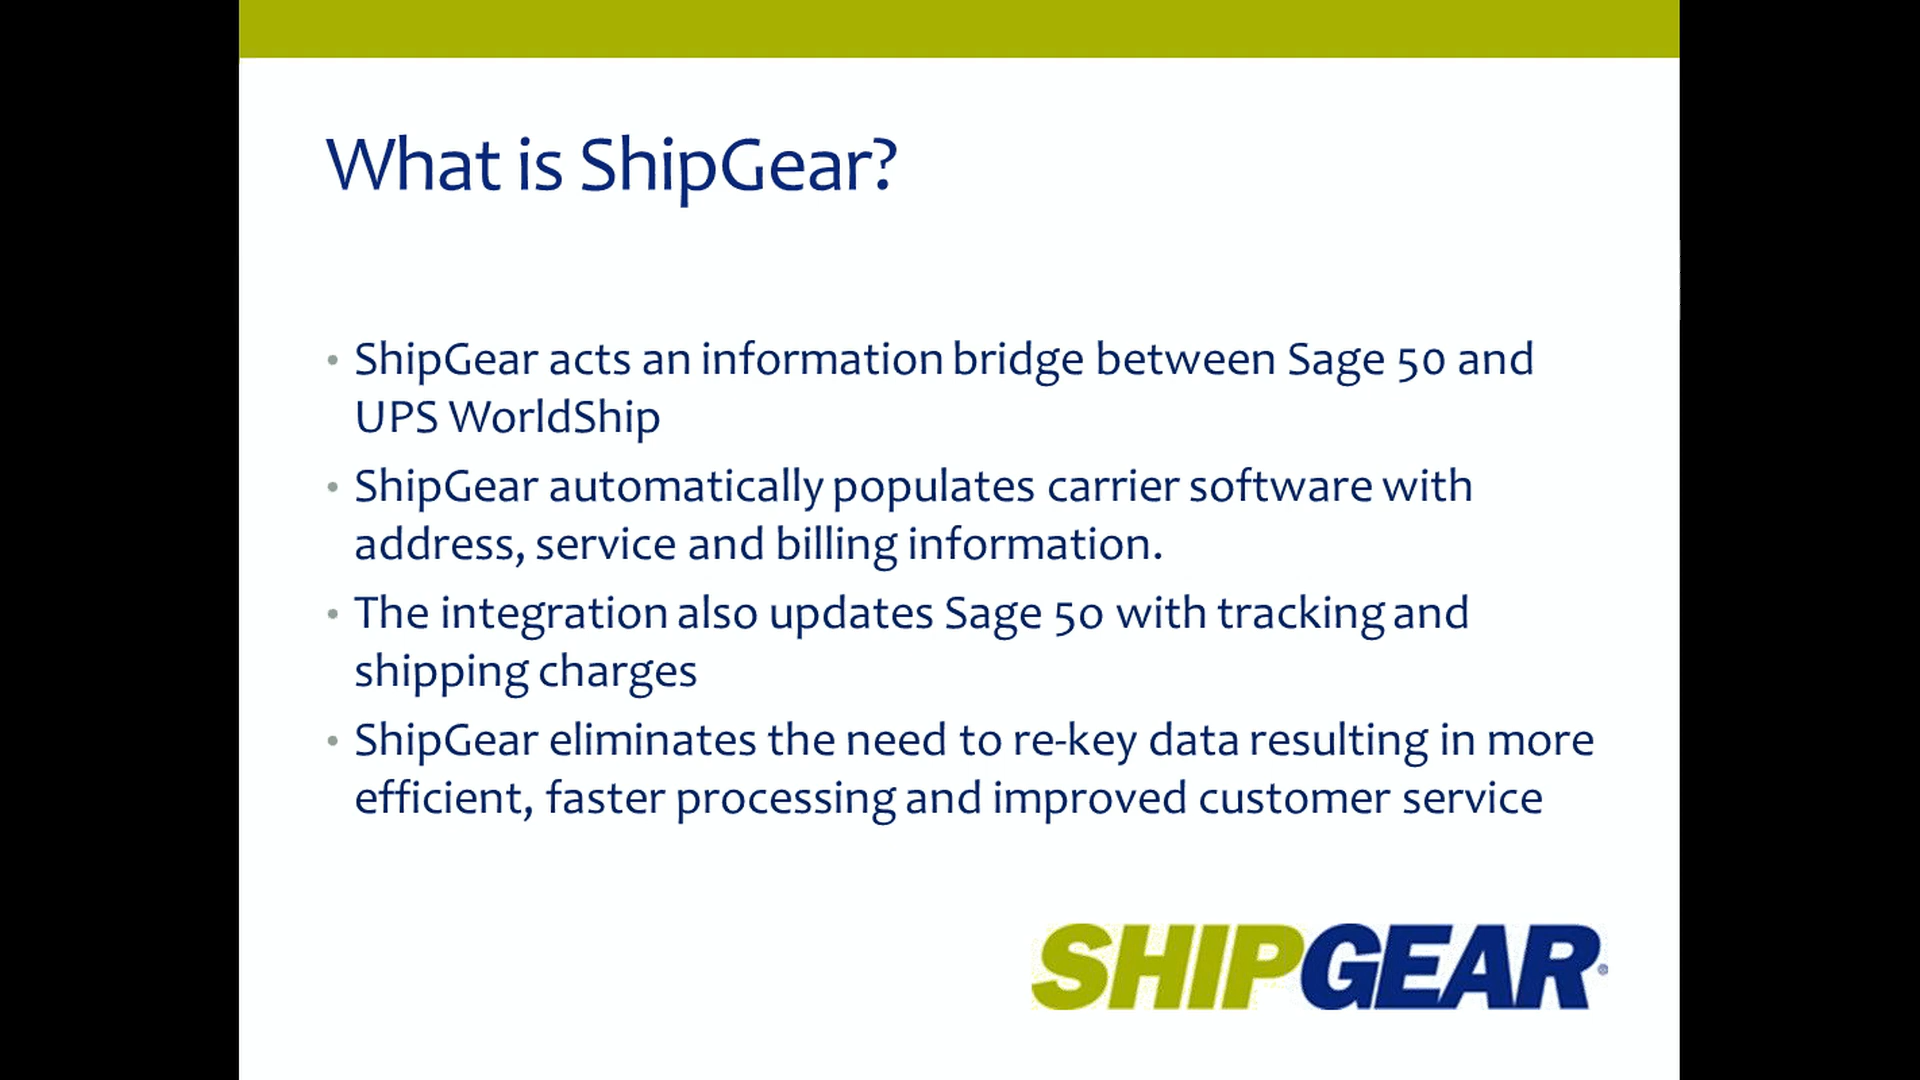 What is ShipGear?
• ShipGear acts an information bridge between Sage 50 and
UPS WorldShip
• ShipGear automatically populates carrier software with
address, service and billing information.
• The integration also updates Sage 50 with tracking and
shipping charges
• ShipGear eliminates the need to re-key data resulting in more
efficient, faster processing and improved customer service
SHIPGEAR®